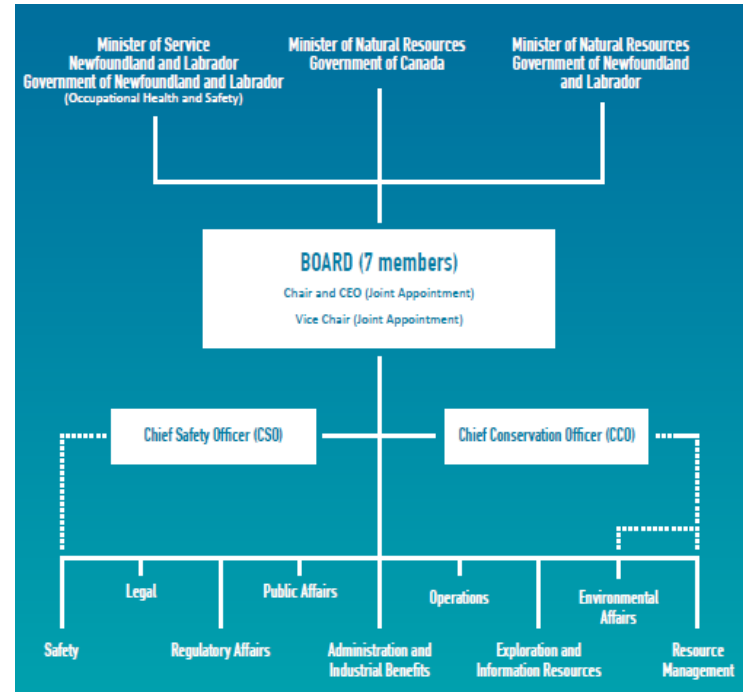 Minister of Service
Newfoundland and Labrador
Government of Newfoundland and Labrador
(Occupational Health and Safety)
Minister of Natural Resources
Government of Canada
Minister of Natural Resources
Government of Newfoundland
and Labrador
BOARD (7 members)
Chair and CEO (Joint Appointment)
Vice Chair (Joint Appointment)
Chief Safety Officer (CSO)
Chief Conservation Officer (CCO)
Legal
Public Affairs
Operations
Environmental
Affairs
Safety
Regulatory Affairs
Administration and
Industrial Benefits
Exploration and
Information Resources
Resource
Management